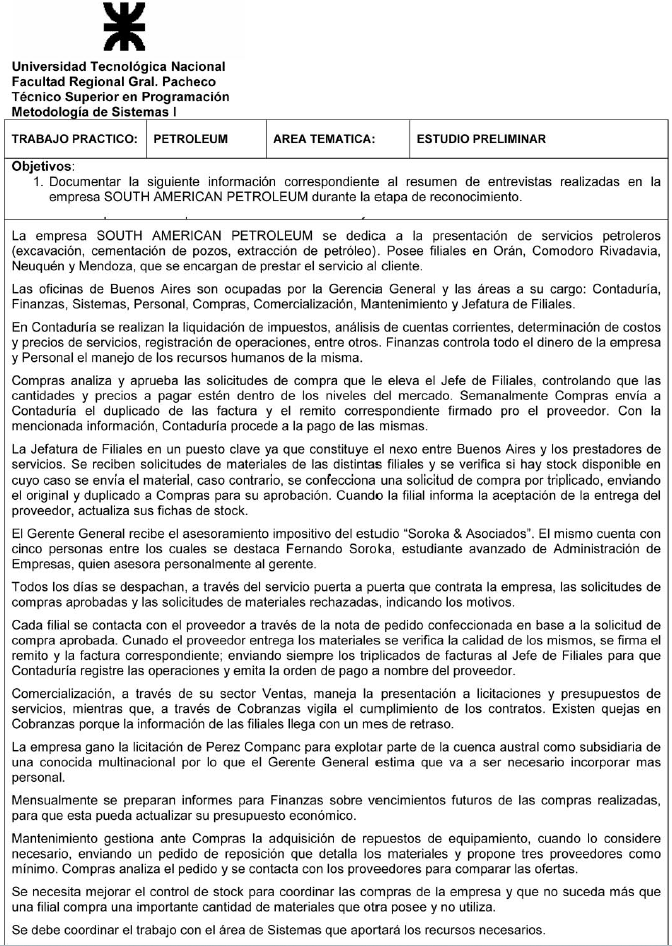 Universidad Tecnológica Nacional
Facultad Regional Gral. Pacheco
Técnico Superior en Programación
Metodología de Sistemas I
TRABAJO PRACTICO: PETROLEUM AREA TEMATICA: ESTUDIO PRELIMINAR
Objetivos:
1. Documentar la siguiente información correspondiente al resumen de entrevistas realizadas en la
empresa SOUTH AMERICAN PETROLEUM durante la etapa de reconocimiento.
La empresa SOUTH AMERICAN PETROLEUM se dedica a la presentación de servicios petroleros
(excavación, cementación de pozos, extracción de petróleo). Posee filiales en Orán, Comodoro Rivadavia,
Neuquén y Mendoza, que se encargan de prestar el servicio al cliente.
Las oficinas de Buenos Aires son ocupadas por la Gerencia General y las áreas a su cargo: Contaduría,
Finanzas, Sistemas, Personal, Compras, Comercialización, Mantenimiento y Jefatura de Filiales.
En Contaduría se realizan la liquidación de impuestos, análisis de cuentas corrientes, determinación de costos
y precios de servicios, registración de operaciones, entre otros. Finanzas controla todo el dinero de la empresa
y Personal el manejo de los recursos humanos de la misma.
Compras analiza y aprueba las solicitudes de compra que le eleva el Jefe de Filiales, controlando que las
cantidades y precios a pagar estén dentro de los niveles del mercado. Semanalmente Compras envía a
Contaduría el duplicado de las factura y el remito correspondiente firmado pro el proveedor. Con la
mencionada información, Contaduría procede a la pago de las mismas.
La Jefatura de Filiales en un puesto clave ya que constituye el nexo entre Buenos Aires y los prestadores de
servicios. Se reciben solicitudes de materiales de las distintas filiales y se verifica si hay stock disponible en
cuyo caso se envía el material, caso contrario, se confecciona una solicitud de compra por triplicado, enviando
el original y duplicado a Compras para su aprobación. Cuando la filial informa la aceptación de la entrega del
proveedor, actualiza sus fichas de stock.
El Gerente General recibe el asesoramiento impositivo del estudio “Soroka & Asociados”. El mismo cuenta con
cinco personas entre los cuales se destaca Fernando Soroka, estudiante avanzado de Administración de
Empresas, quien asesora personalmente al gerente.
Todos los días se despachan, a través del servicio puerta a puerta que contrata la empresa, las solicitudes de
compras aprobadas y las solicitudes de materiales rechazadas, indicando los motivos.
Cada filial se contacta con el proveedor a través de la nota de pedido confeccionada en base a la solicitud de
compra aprobada. Cunado el proveedor entrega los materiales se verifica la calidad de los mismos, se firma el
remito y la factura correspondiente; enviando siempre los triplicados de facturas al Jefe de Filiales para que
Contaduría registre las operaciones y emita la orden de pago a nombre del proveedor.
Comercialización, a través de su sector Ventas, maneja la presentación a licitaciones y presupuestos de
servicios, mientras que, a través de Cobranzas vigila el cumplimiento de los contratos. Existen quejas en
Cobranzas porque la información de las filiales llega con un mes de retraso.
La empresa gano la licitación de Perez Companc para explotar parte de la cuenca austral como subsidiaria de
una conocida multinacional por lo que el Gerente General estima que va a ser necesario incorporar mas
personal.
Mensualmente se preparan informes para Finanzas sobre vencimientos futuros de las compras realizadas,
para que esta pueda actualizar su presupuesto económico.
Mantenimiento gestiona ante Compras la adquisición de repuestos de equipamiento, cuando lo considere
necesario, enviando un pedido de reposición que detalla los materiales y propone tres proveedores como
mínimo. Compras analiza el pedido y se contacta con los proveedores para comparar las ofertas.
Se necesita mejorar el control de stock para coordinar las compras de la empresa y que no suceda más que
una filial compra una importante cantidad de materiales que otra posee y no utiliza.
Se debe coordinar el trabajo con el área de Sistemas que aportará los recursos necesarios.